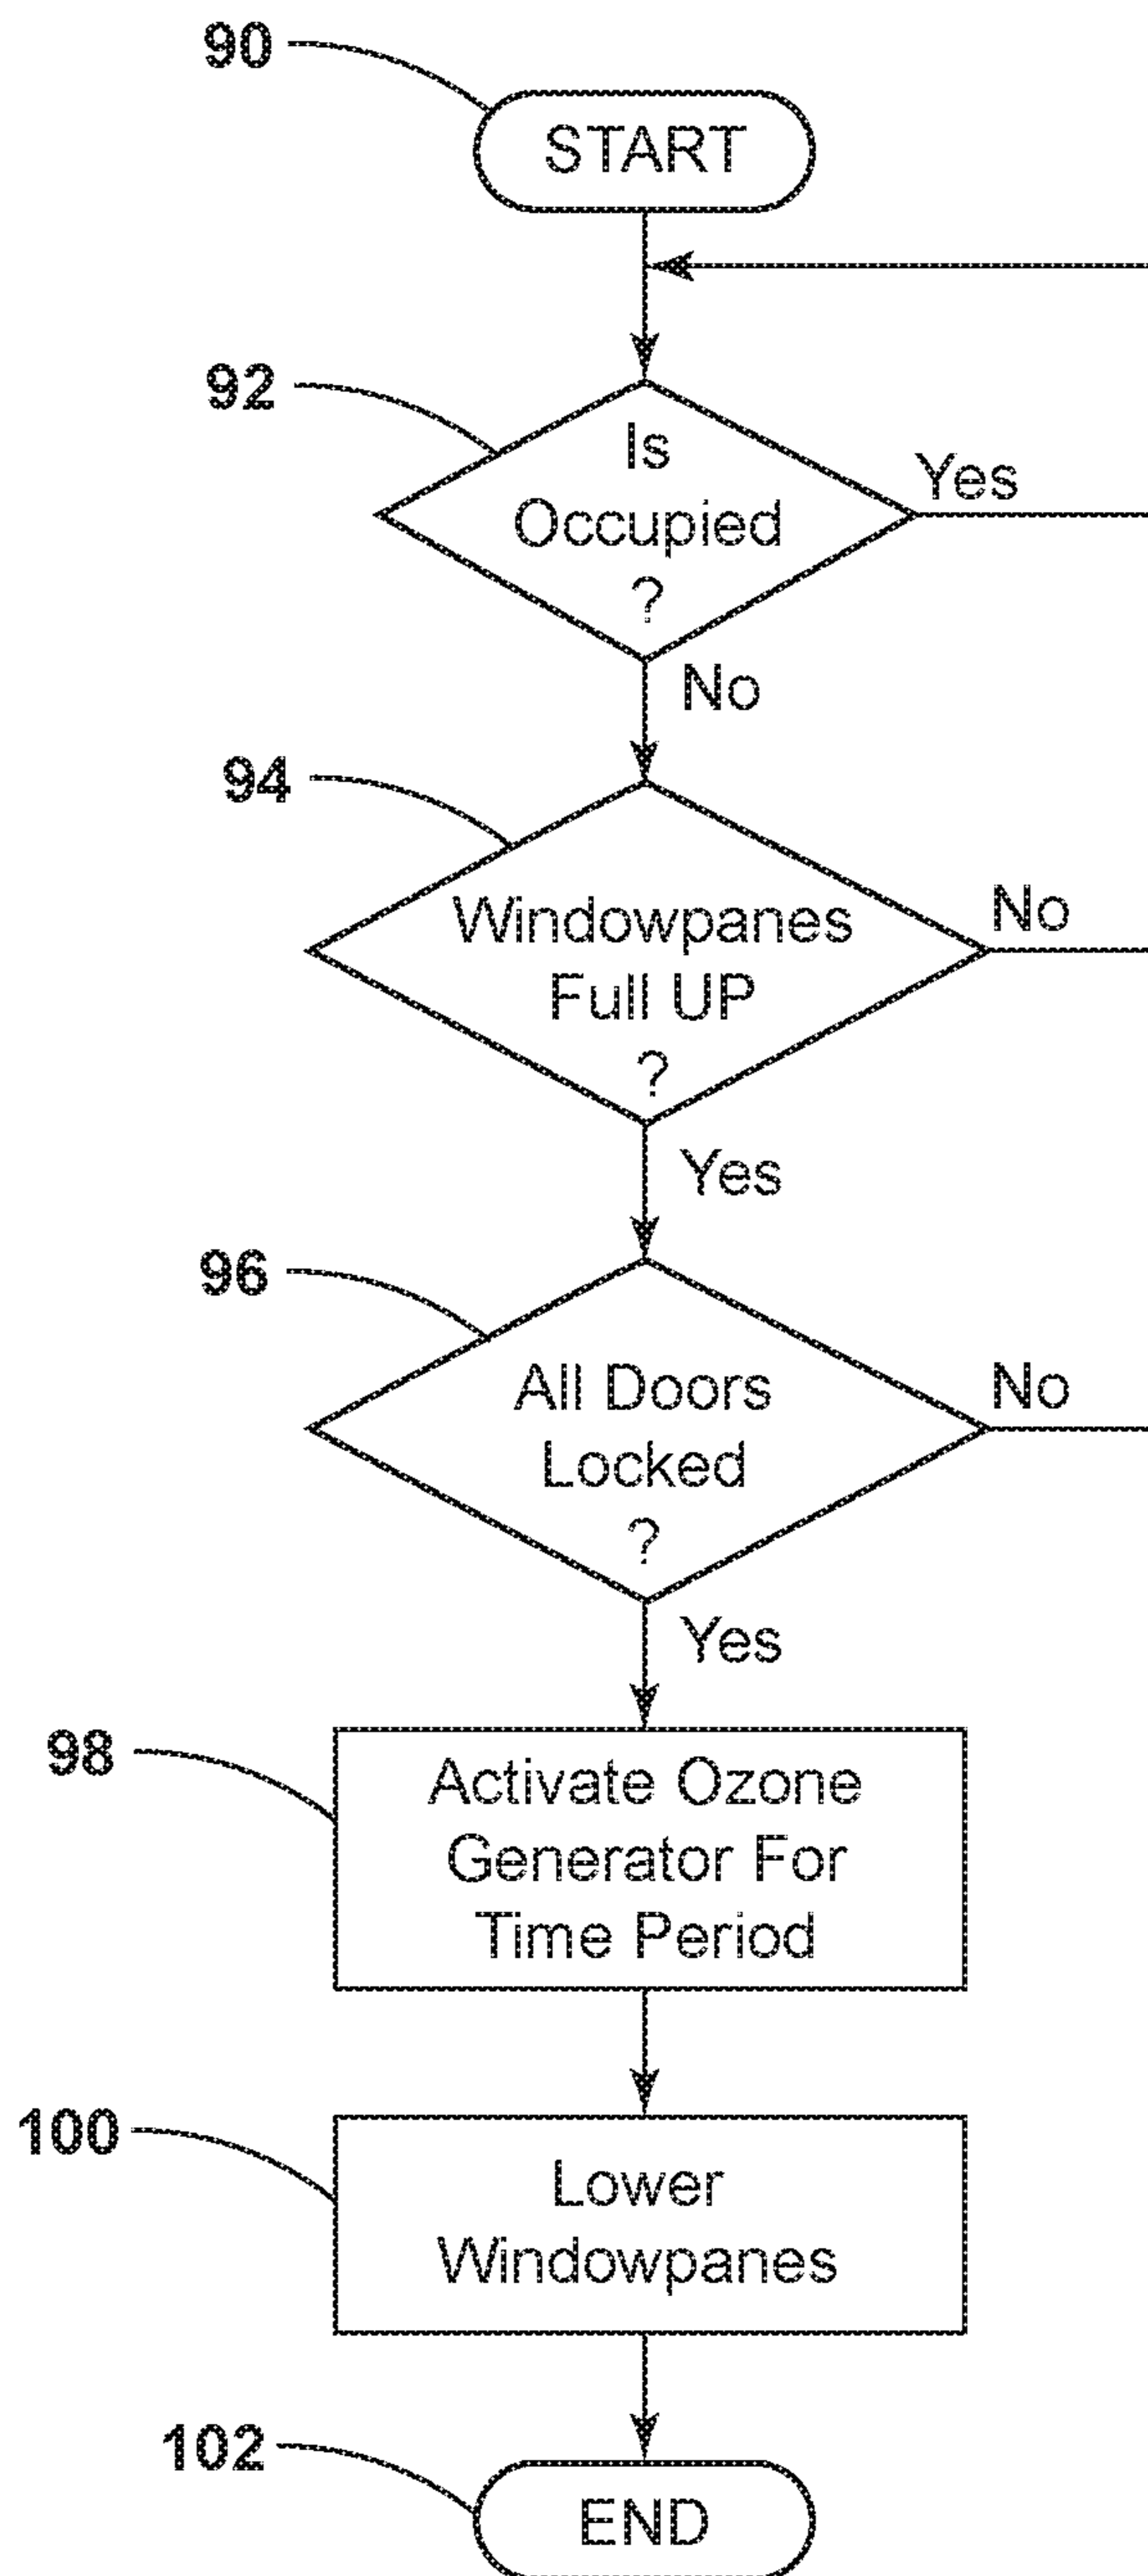 90
START
92
Is
Occupied
?
Yes
No
94
Windowpanes
Full UP
?
No
Yes
96
All Doors
Locked
?
No
Yes
98
Activate Ozone
Generator For
Time Period
100
Lower
Windowpanes
102
END